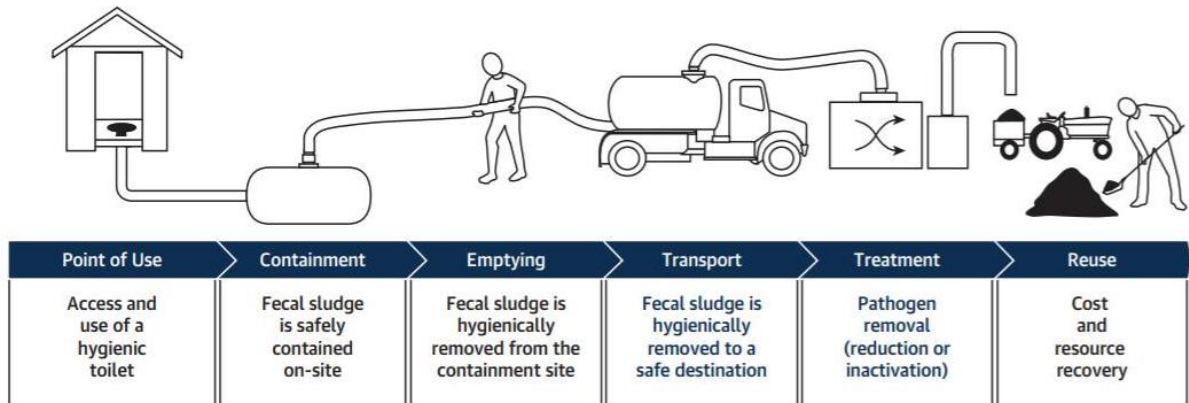 Point of Use
Containment
Emptying
Transport
Treatment
Reuse
Access and
use of a
hygienic
toilet
Fecal sludge
is safely
contained
on-site
Fecal sludge is
hygienically
removed from the
containment site
Fecal sludge is
hygienically
removed to a
safe destination
Pathogen
removal
(reduction or
inactivation)
Cost
and
resource
recovery